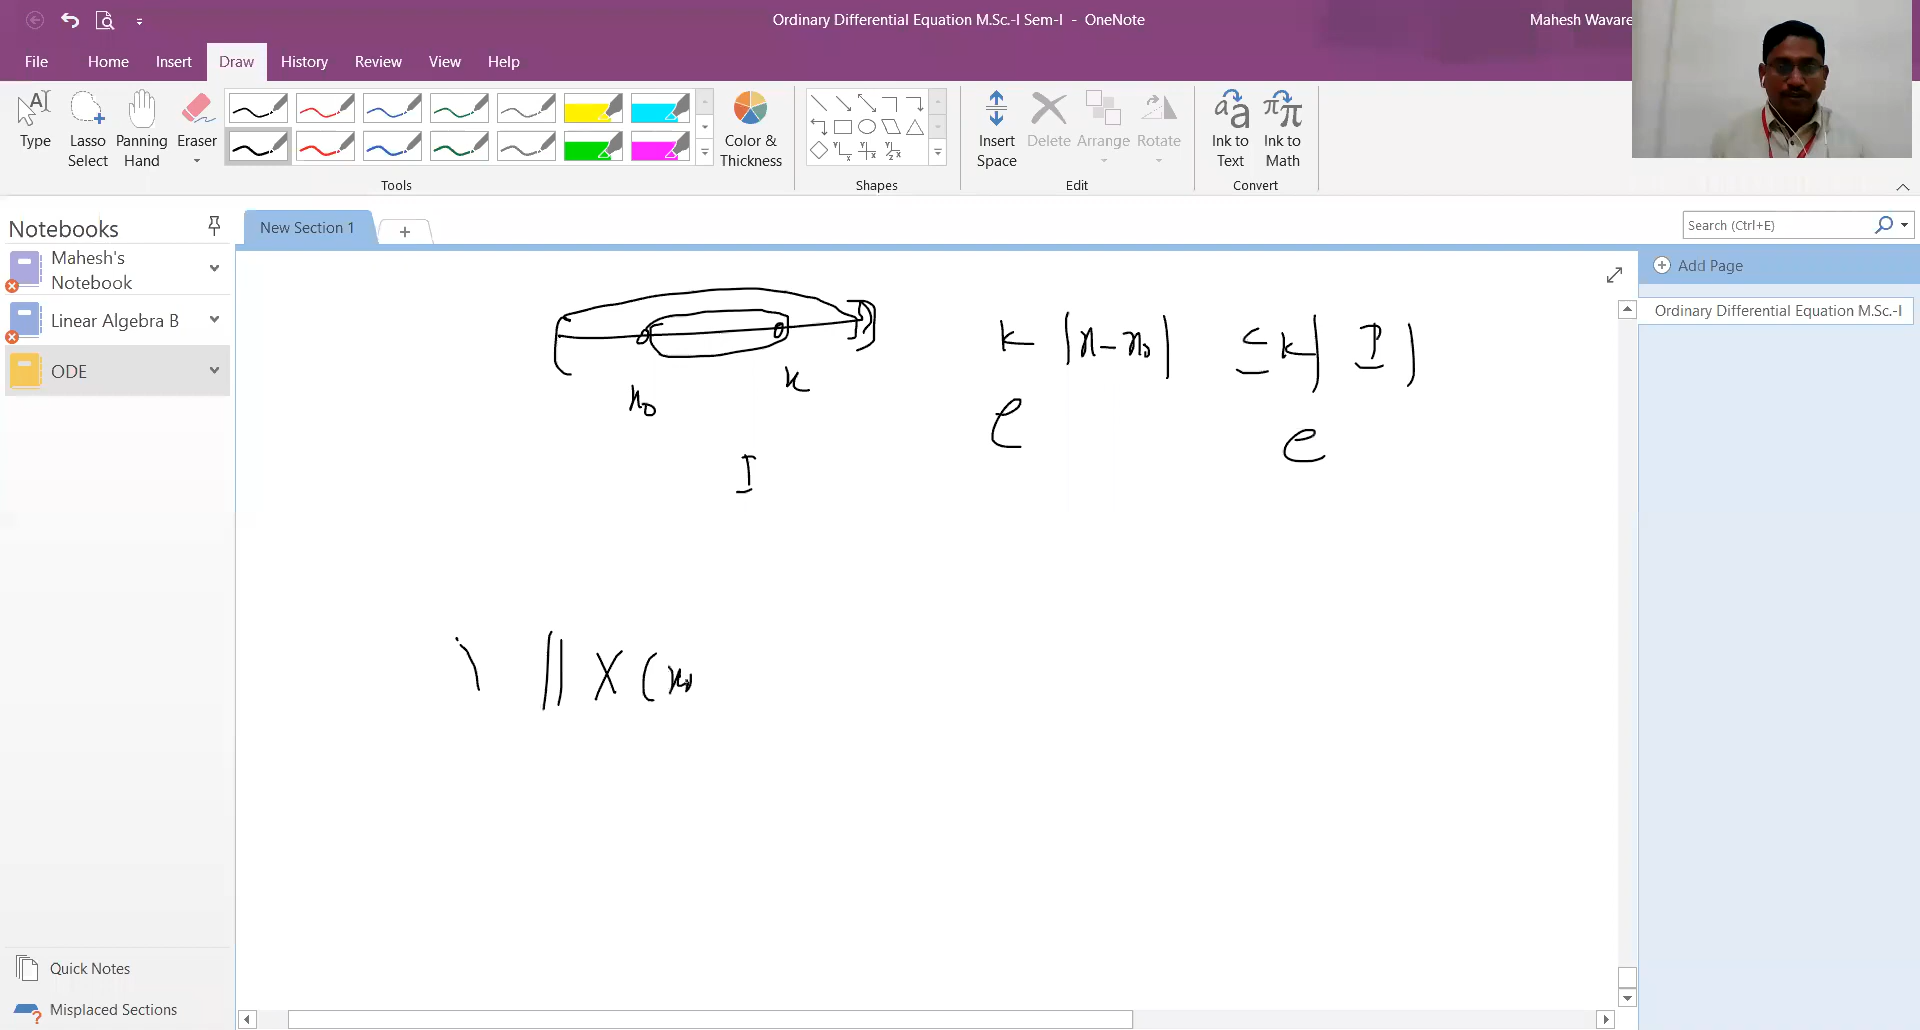 Ordinary Differential Equation M.Sc.-I Sem-I - OneNote
Mahesh Wavare
File Home Insert Draw History Review View Help
Type
Lasso Select
Panning Hand
Eraser
Color & Thickness
Insert Space
Delete
Arrange
Rotate
Ink to Text
Ink to Math
Tools
Shapes
Edit
Convert
Notebooks
New Section 1
Search (Ctrl+E)
Mahesh's Notebook
Linear Algebra B
ODE
Add Page
Ordinary Differential Equation M.Sc.-I
k |x - x0| ≤ k| I |
x0 x
e e
I
|| X (x0
Quick Notes
Misplaced Sections